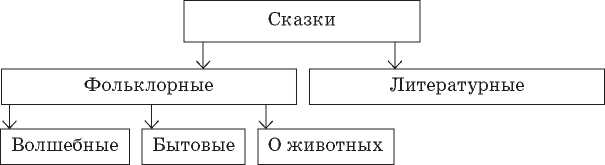 Сказки
Фольклорные Литературные
Волшебные Бытовые О животных